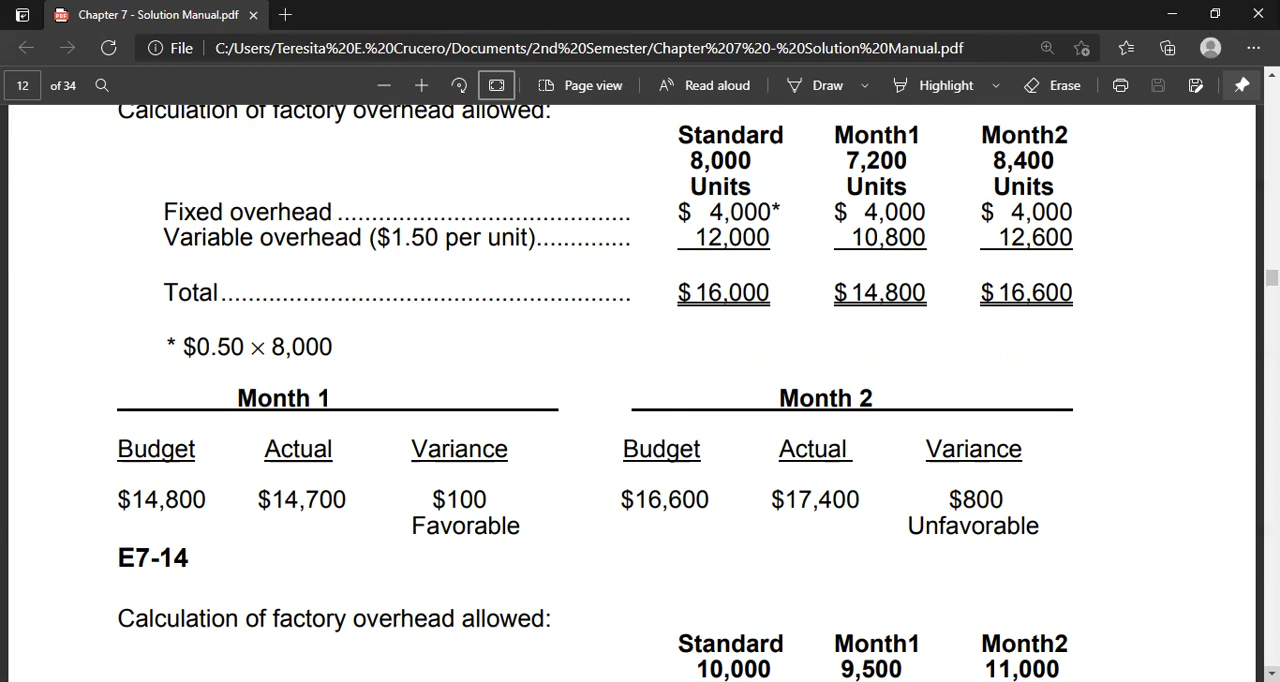 Chapter 7 - Solution Manual.pdf
File C:/Users/Teresita%20E.%20Crucero/Documents/2nd%20Semester/Chapter%207%20-%20Solution%20Manual.pdf
12 of 34 Page view Read aloud Draw Highlight Erase
Calculation of factory overhead allowed:
Standard Month1 Month2
8,000 7,200 8,400
Units Units Units
Fixed overhead ........................................... $ 4,000* $ 4,000 $ 4,000
Variable overhead ($1.50 per unit).............. 12,000 10,800 12,600
Total............................................................ $16,000 $14,800 $16,600
* $0.50 × 8,000
Month 1 Month 2
Budget Actual Variance Budget Actual Variance
$14,800 $14,700 $100 $16,600 $17,400 $800
Favorable Unfavorable
E7-14
Calculation of factory overhead allowed:
Standard Month1 Month2
10,000 9,500 11,000